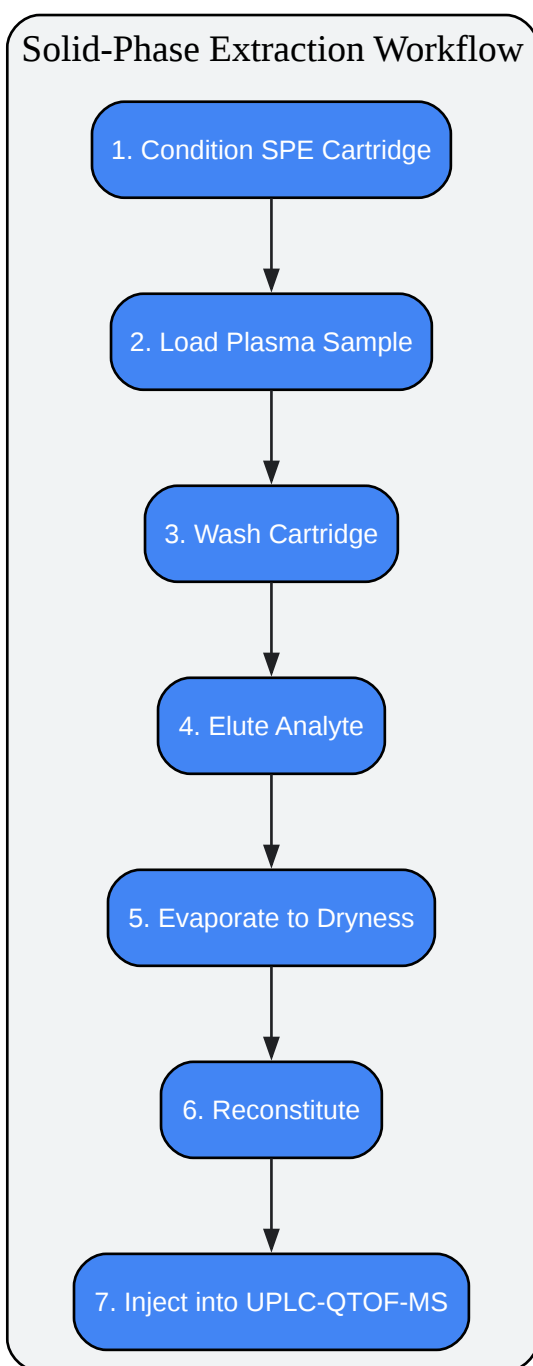 Solid-Phase Extraction Workflow
1. Condition SPE Cartridge
2. Load Plasma Sample
3. Wash Cartridge
4. Elute Analyte
5. Evaporate to Dryness
6. Reconstitute
7. Inject into UPLC-QTOF-MS